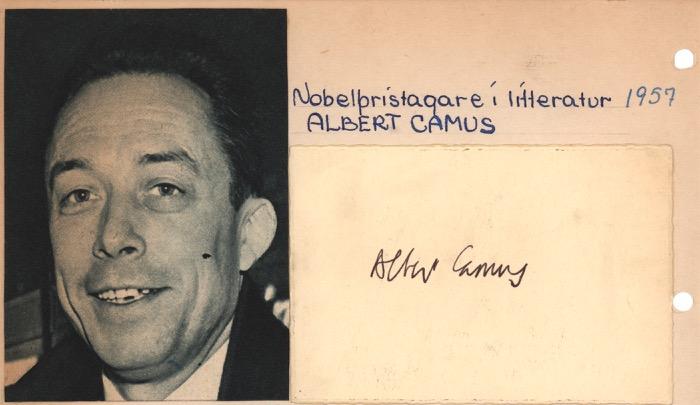 Nobelpristagare i litteratur 1957
ALBERT CAMUS
Albert Camus